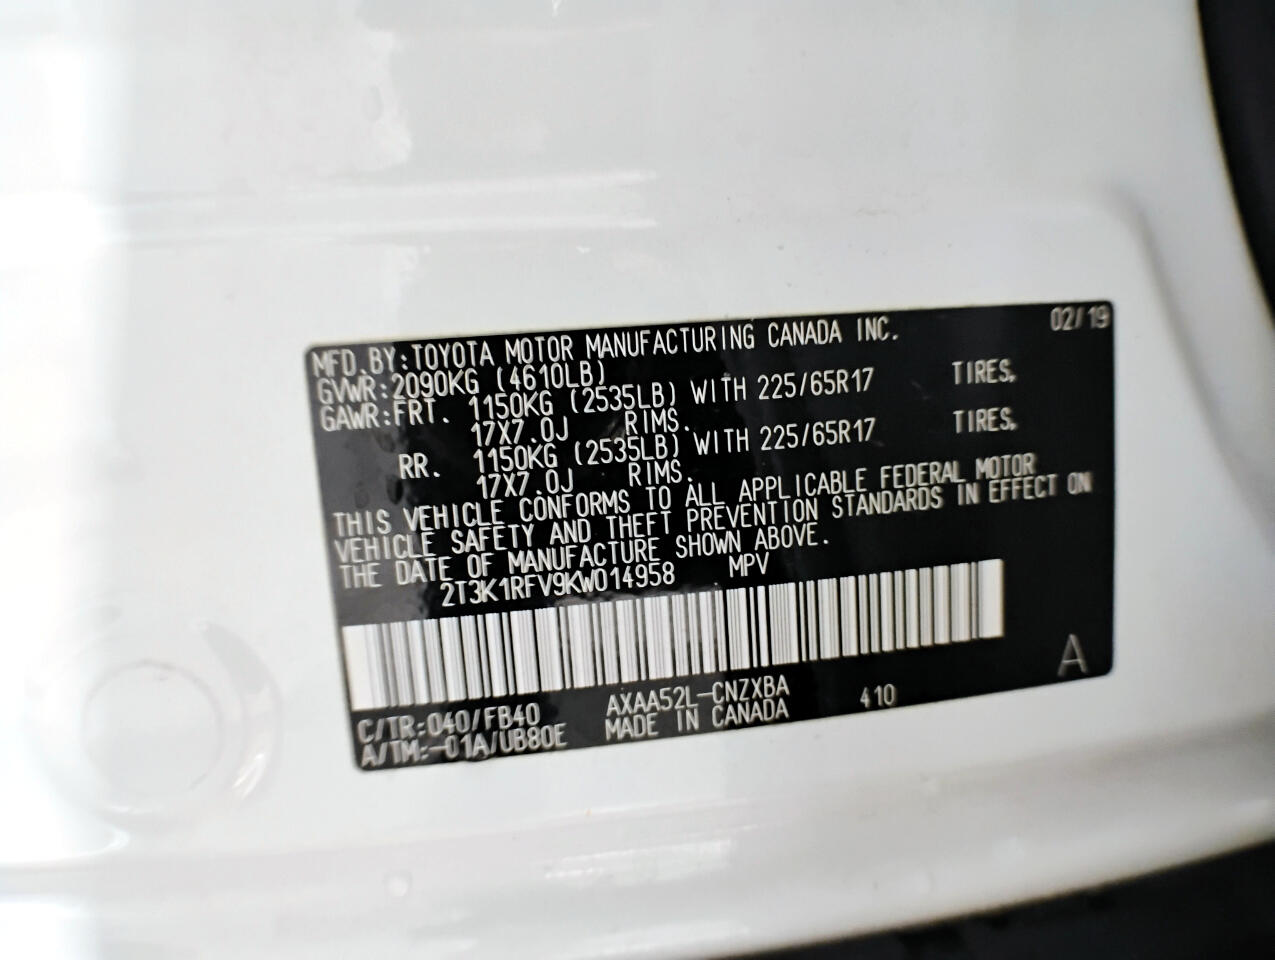 MFD.BY:TOYOTA MOTOR MANUFACTURING CANADA INC. 02/19
GVWR:2090KG (4610LB)
GAWR:FRT. 1150KG (2535LB) WITH 225/65R17 TIRES,
17X7.0J RIMS.
RR. 1150KG (2535LB) WITH 225/65R17 TIRES,
17X7.0J RIMS.
THIS VEHICLE CONFORMS TO ALL APPLICABLE FEDERAL MOTOR
VEHICLE SAFETY AND THEFT PREVENTION STANDARDS IN EFFECT ON
THE DATE OF MANUFACTURE SHOWN ABOVE.
2T3K1RFV9KW014958 MPV
A
C/TR:040/FB40 AXAA52L-CNZXBA 410
A/TM:-01A/UB80E MADE IN CANADA